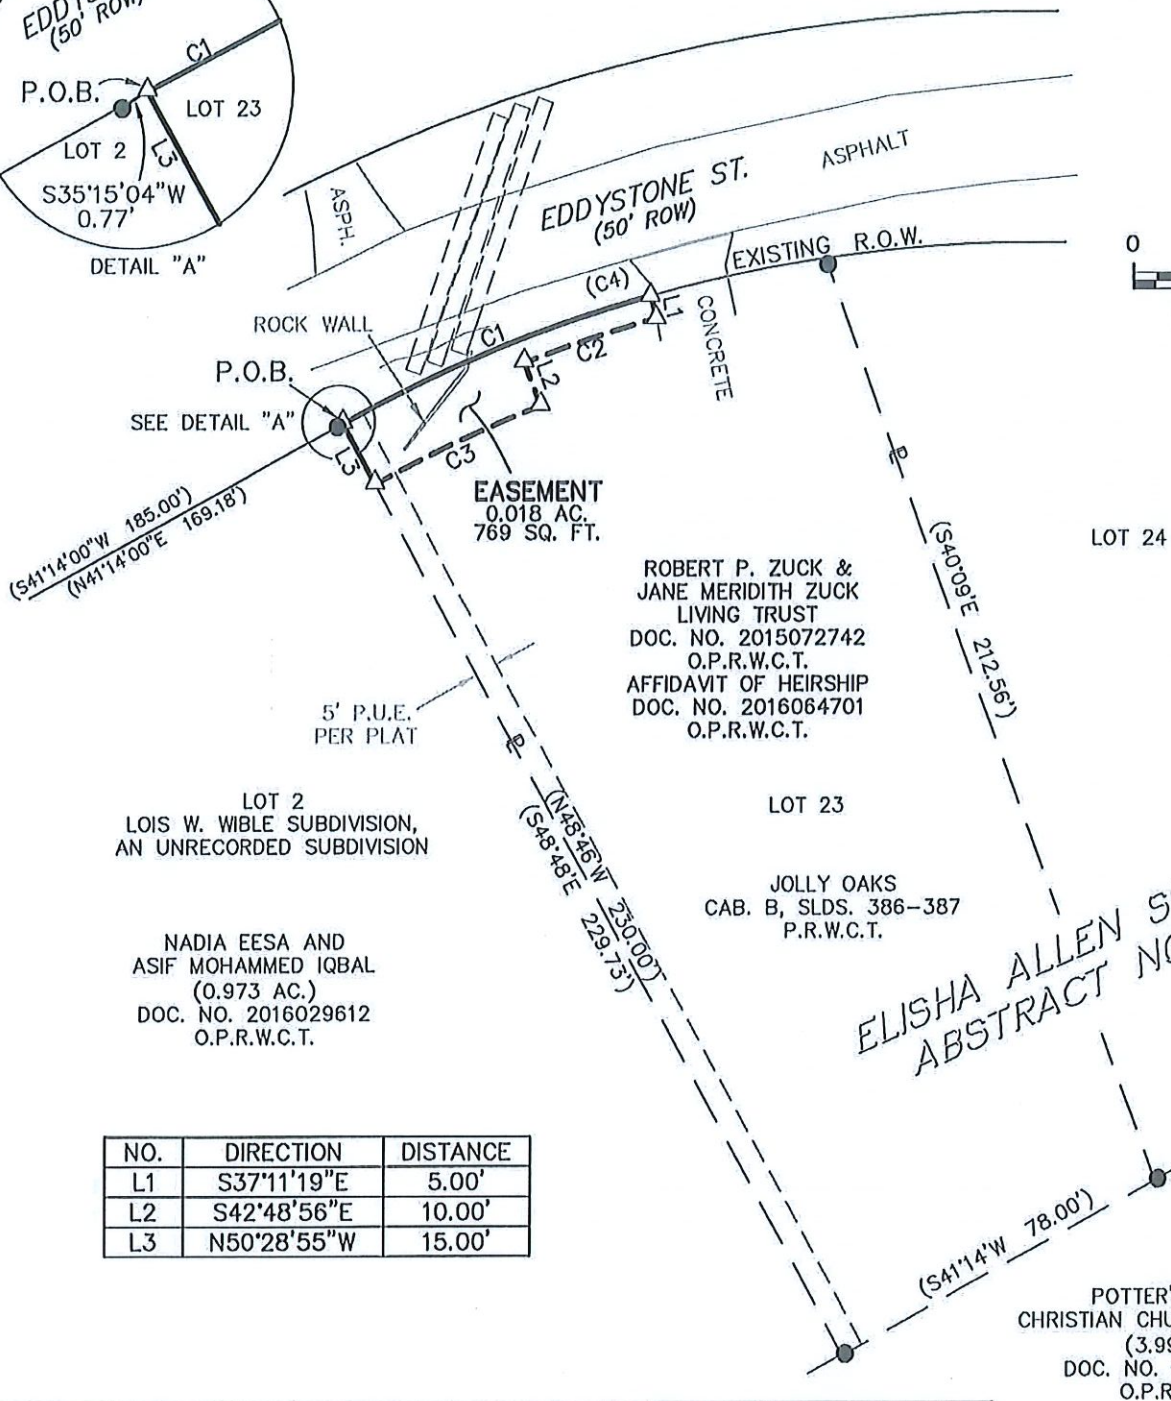 (50' ROW)
C1
P.O.B.
LOT 23
LOT 2
L3
S35°15'04"W
0.77'
DETAIL "A"
ASPH.
EDDYSTONE ST.
(50' ROW)
ASPHALT
EXISTING R.O.W.
0
(C4)
L1
CONCRETE
ROCK WALL
C1
C2
L2
P.O.B.
SEE DETAIL "A"
L3
C3
EASEMENT
0.018 AC.
769 SQ. FT.
(S41°14'00"W 185.00')
(N41°14'00"E 169.18')
LOT 24
(S40°09'E 212.56')
ROBERT P. ZUCK &
JANE MERIDITH ZUCK
LIVING TRUST
DOC. NO. 2015072742
O.P.R.W.C.T.
AFFIDAVIT OF HEIRSHIP
DOC. NO. 2016064701
O.P.R.W.C.T.
5' P.U.E.
PER PLAT
LOT 2
LOIS W. WIBLE SUBDIVISION,
AN UNRECORDED SUBDIVISION
LOT 23
(N48°46'W 230.00')
(S48°48'E 229.73')
JOLLY OAKS
CAB. B, SLDS. 386-387
P.R.W.C.T.
NADIA EESA AND
ASIF MOHAMMED IQBAL
(0.973 AC.)
DOC. NO. 2016029612
O.P.R.W.C.T.
ELISHA ALLEN
ABSTRACT
NO. DIRECTION DISTANCE
L1 S37°11'19"E 5.00'
L2 S42°48'56"E 10.00'
L3 N50°28'55"W 15.00'
(S41°14'W 78.00')
POTTER'
CHRISTIAN
(3.99
DOC. NO.
O.P.R